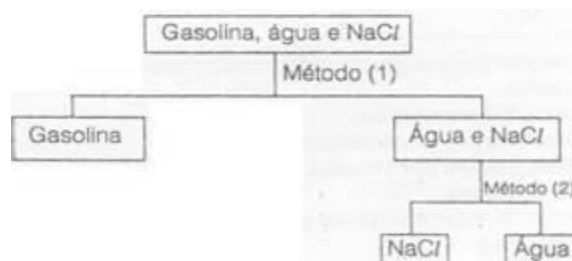 Gasolina, água e NaCl
Método (1)
Gasolina
Água e NaCl
Método (2)
NaCl
Água